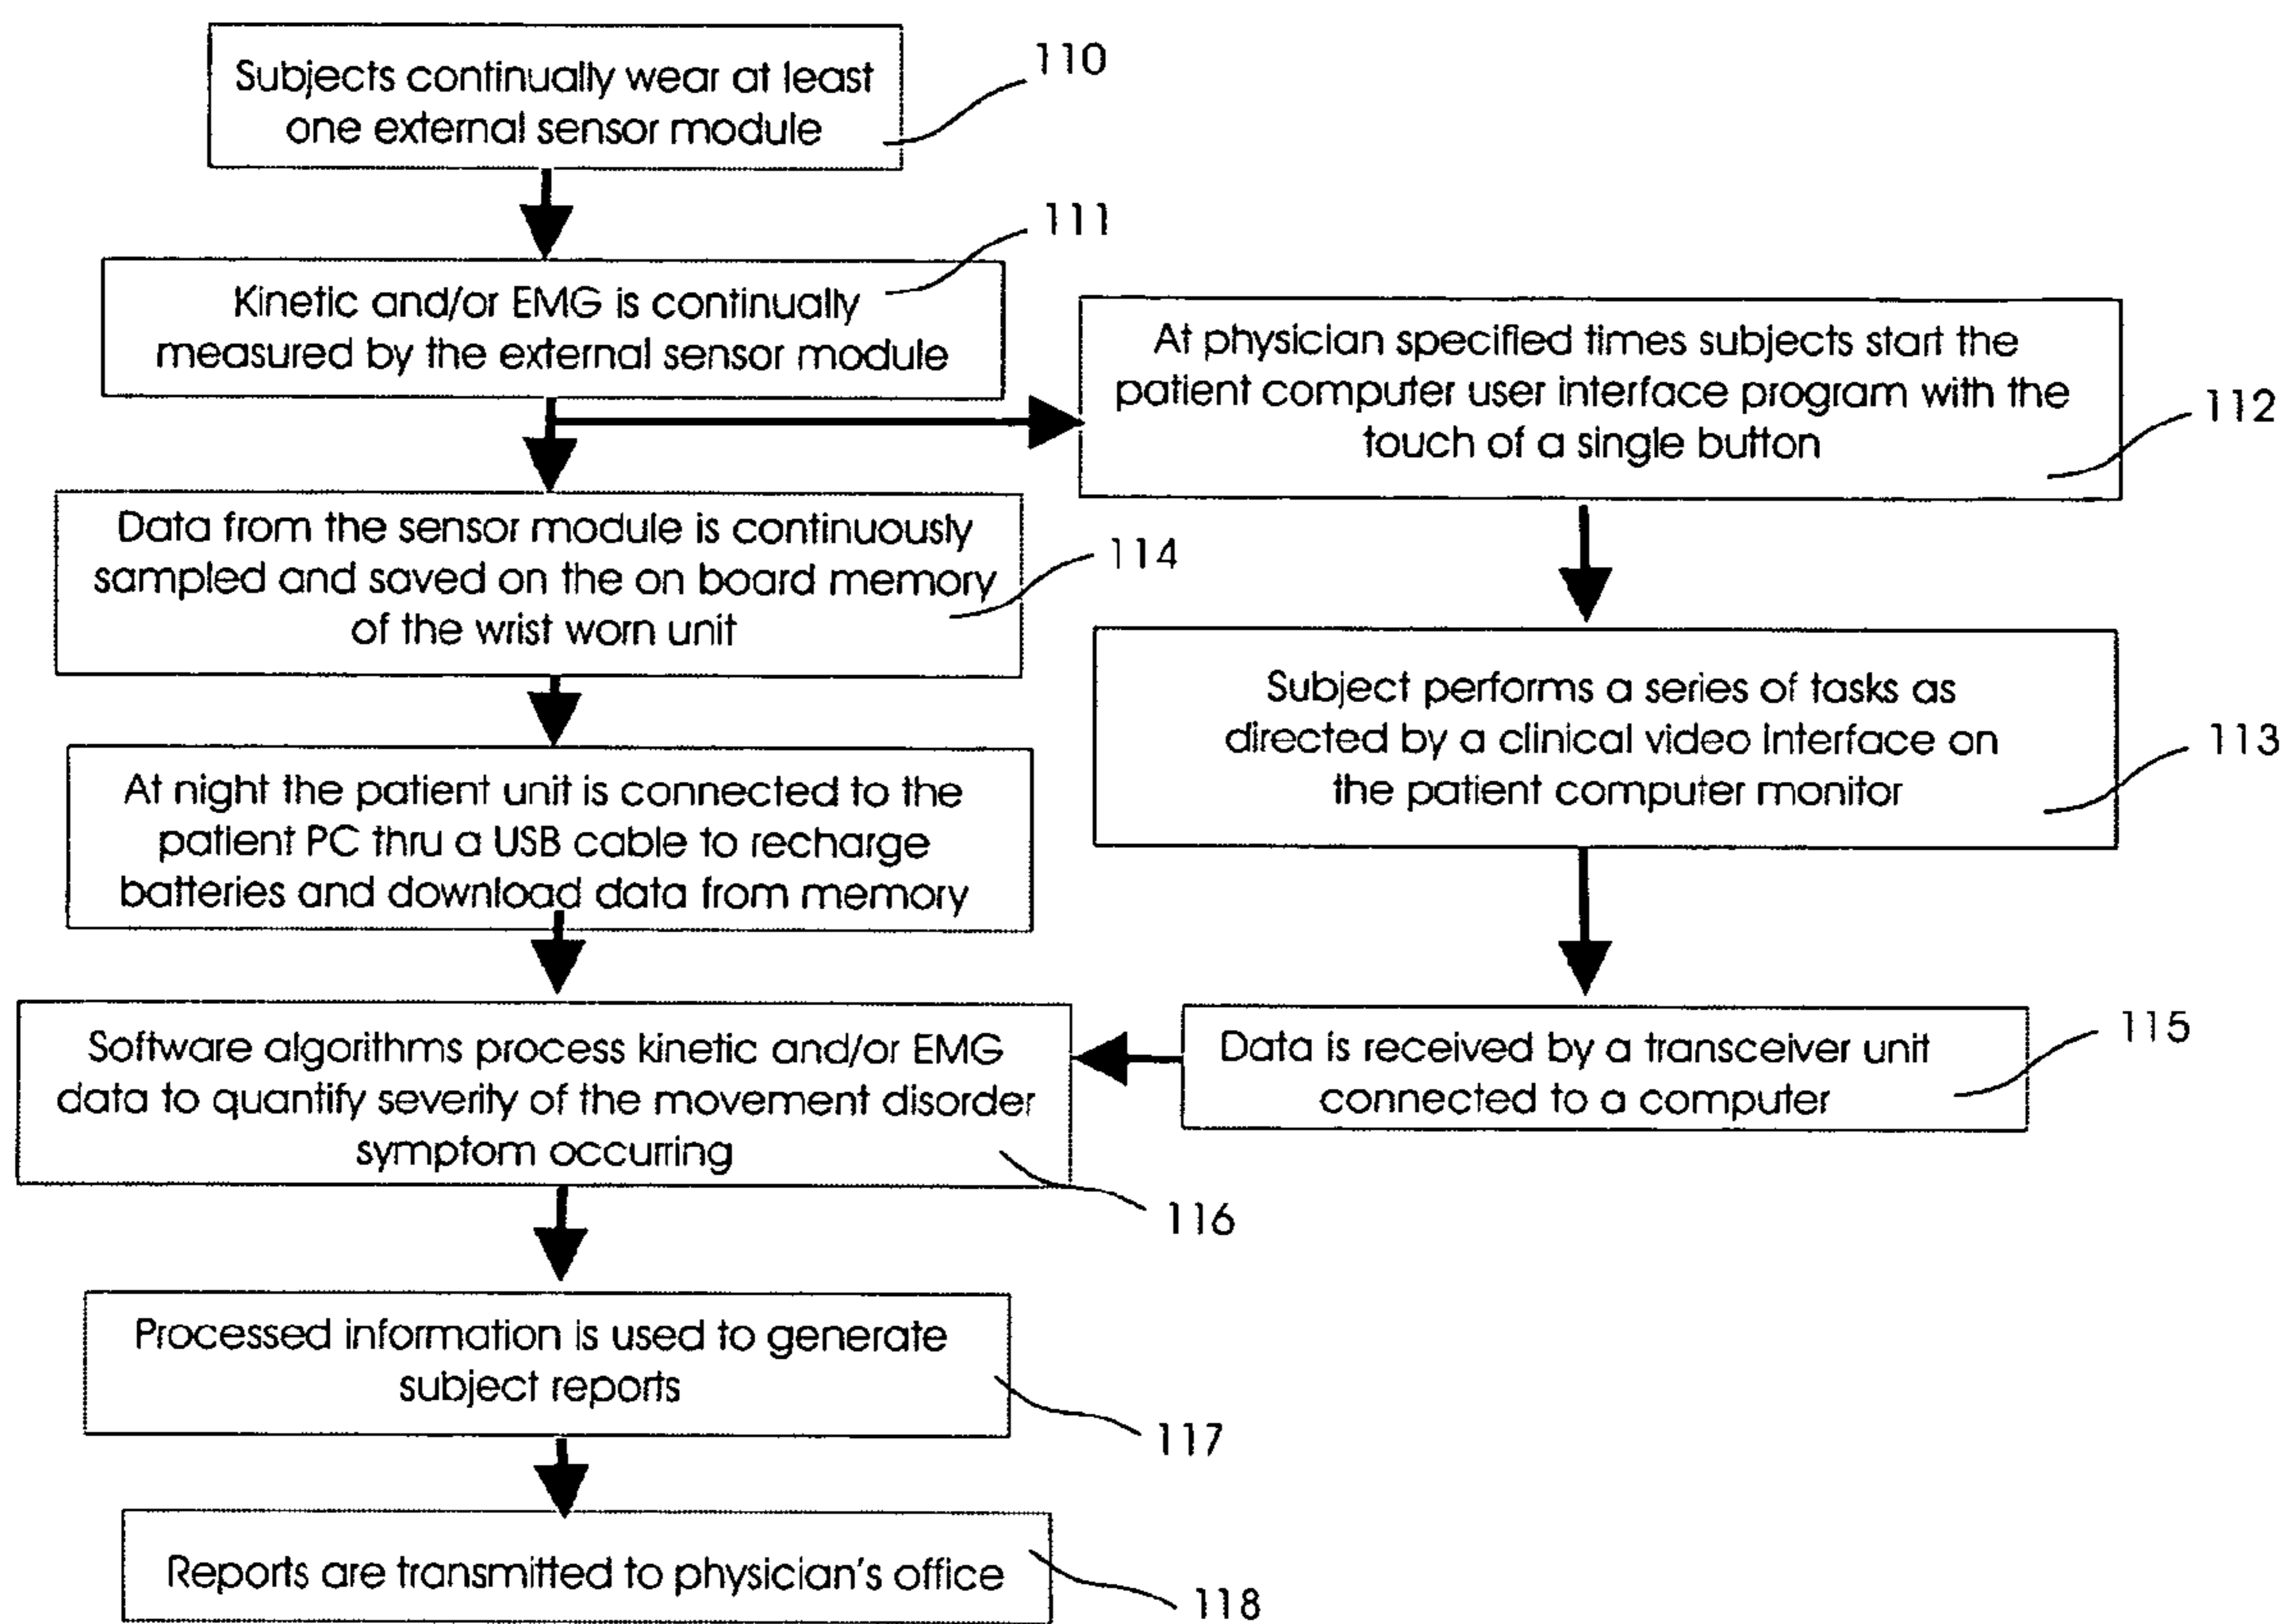 Subjects continually wear at least
one external sensor module
110
Kinetic and/or EMG is continually
measured by the external sensor module
111
At physician specified times subjects start the
patient computer user interface program with the
touch of a single button
112
Data from the sensor module is continuously
sampled and saved on the on board memory
of the wrist worn unit
114
Subject performs a series of tasks as
directed by a clinical video interface on
the patient computer monitor
113
At night the patient unit is connected to the
patient PC thru a USB cable to recharge
batteries and download data from memory
Software algorithms process kinetic and/or EMG
data to quantify severity of the movement disorder
symptom occurring
116
Data is received by a transceiver unit
connected to a computer
115
Processed information is used to generate
subject reports
117
Reports are transmitted to physician's office
118